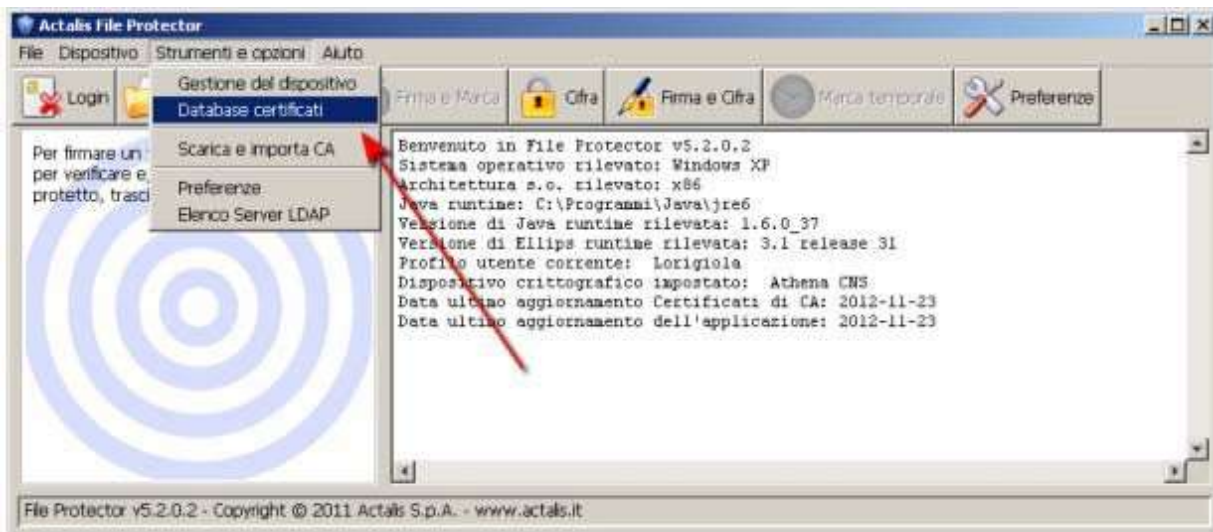 Actalis File Protector
File Dispositivo Strumenti e opzioni Aiuto
Login Firma e Marca Cifra Firma e Cifra Marca temporale Preferenze
Gestione del dispositivo
Database certificati
Scarica e importa CA
Preferenze
Elenco Server LDAP
Per firmare un
per verificare e
protetto, trasci
Benvenuto in File Protector v5.2.0.2
Sistema operativo rilevato: Windows XP
Architettura s.o. rilevato: x86
Java runtime: C:\Programmi\Java\jre6
Versione di Java runtime rilevata: 1.6.0_37
Versione di Ellips runtime rilevata: 3.1 release 31
Profilo utente corrente: Lorigiola
Dispositivo crittografico impostato: Athena CNS
Data ultimo aggiornamento Certificati di CA: 2012-11-23
Data ultimo aggiornamento dell'applicazione: 2012-11-23
File Protector v5.2.0.2 - Copyright © 2011 Actalis S.p.A. - www.actalis.it